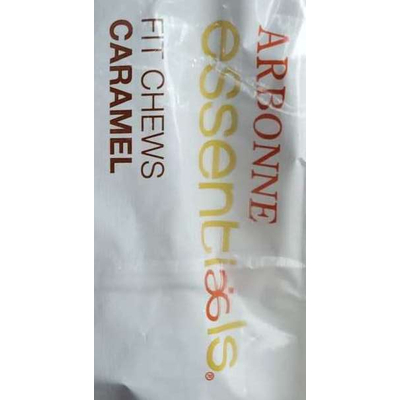 ARBONNE
essentials®
FIT CHEWS
CARAMEL